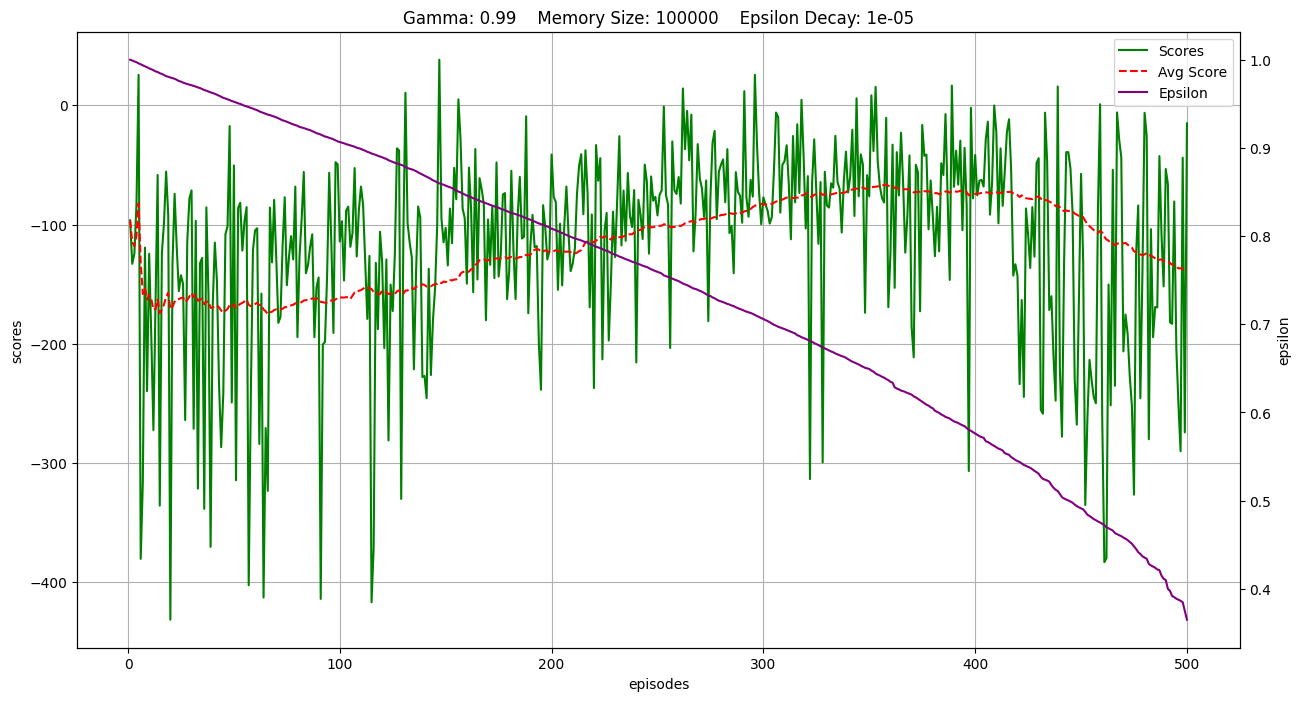 Gamma: 0.99    Memory Size: 100000    Epsilon Decay: 1e-05
Scores
Avg Score
Epsilon
0
−100
−200
−300
−400
scores
1.0
0.9
0.8
0.7
0.6
0.5
0.4
epsilon
0 100 200 300 400 500
episodes